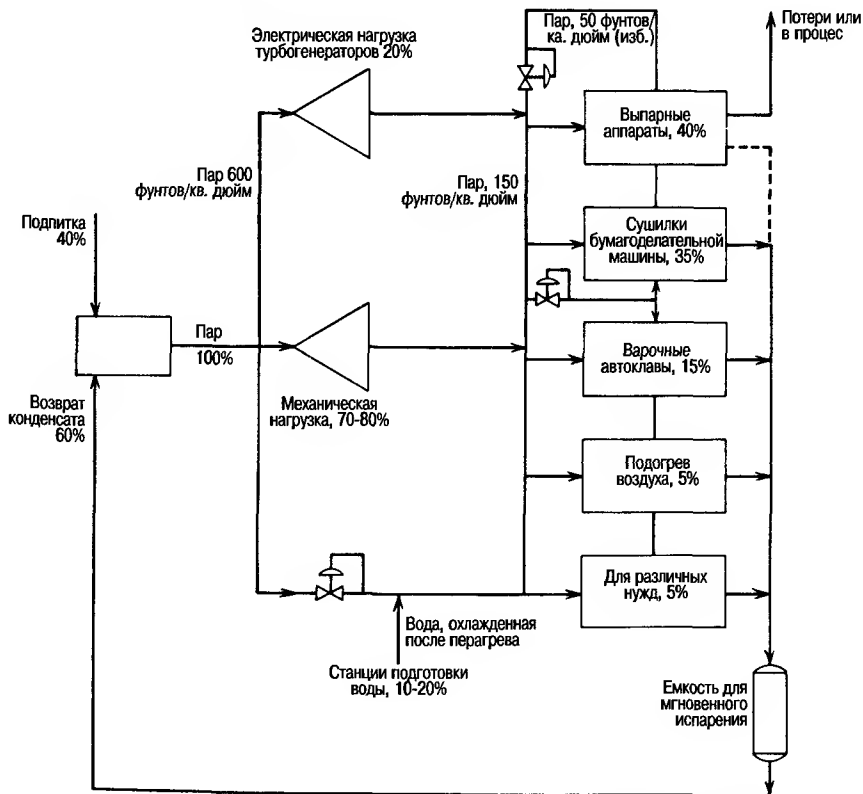 Электрическая нагрузка
турбогенераторов 20%
Пар, 50 фунтов/
ка. дюйм (изб.)
Потери или
в процес
Выпарные
аппараты, 40%
Пар 600
фунтов/кв. дюйм
Пар, 150
фунтов/кв. дюйм
Подпитка
40%
Сушилки
бумагоделательной
машины, 35%
Пар
100%
Варочные
автоклавы, 15%
Возврат
конденсата
60%
Механическая
нагрузка, 70-80%
Подогрев
воздуха, 5%
Для различных
нужд, 5%
Вода, охлажденная
после перагрева
Станции подготовки
воды, 10-20%
Емкость для
мгновенного
испарения